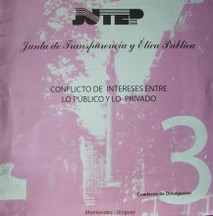 JUTEP
Junta de Transparencia y Ética Pública
CONFLICTO DE INTERESES ENTRE
LO PÚBLICO Y LO PRIVADO
3
Cuaderno de Divulgación
Montevideo - Uruguay